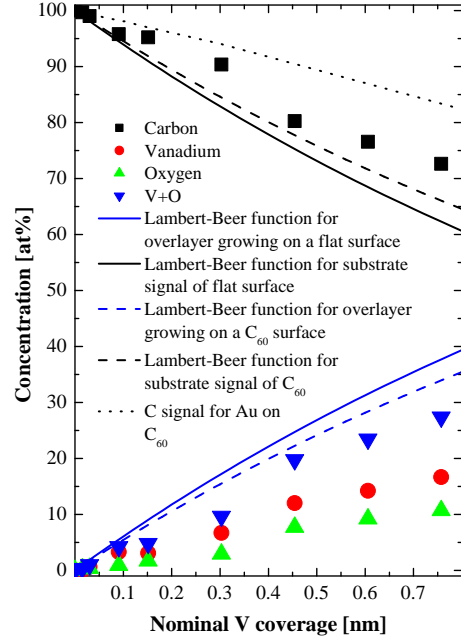 100
90
80
70
60
50
40
30
20
10
0
Concentration [at%]
Carbon
Vanadium
Oxygen
V+O
Lambert-Beer function for
overlayer growing on a flat surface
Lambert-Beer function for substrate
signal of flat surface
Lambert-Beer function for overlayer
growing on a C60 surface
Lambert-Beer function for
substrate signal of C60
C signal for Au on
C60
0.1 0.2 0.3 0.4 0.5 0.6 0.7
Nominal V coverage [nm]